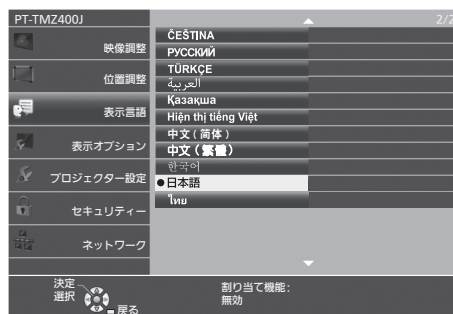 PT-TMZ400J
2/2
映像調整
位置調整
表示言語
表示オプション
プロジェクター設定
セキュリティー
ネットワーク
ČEŠTINA
РУССКИЙ
TÜRKÇE
العربية
Қазақша
Hiện thị tiếng Việt
中文(简体)
中文(繁體)
한국어
●日本語
ไทย
決定
選択
戻る
割り当て機能:
無効